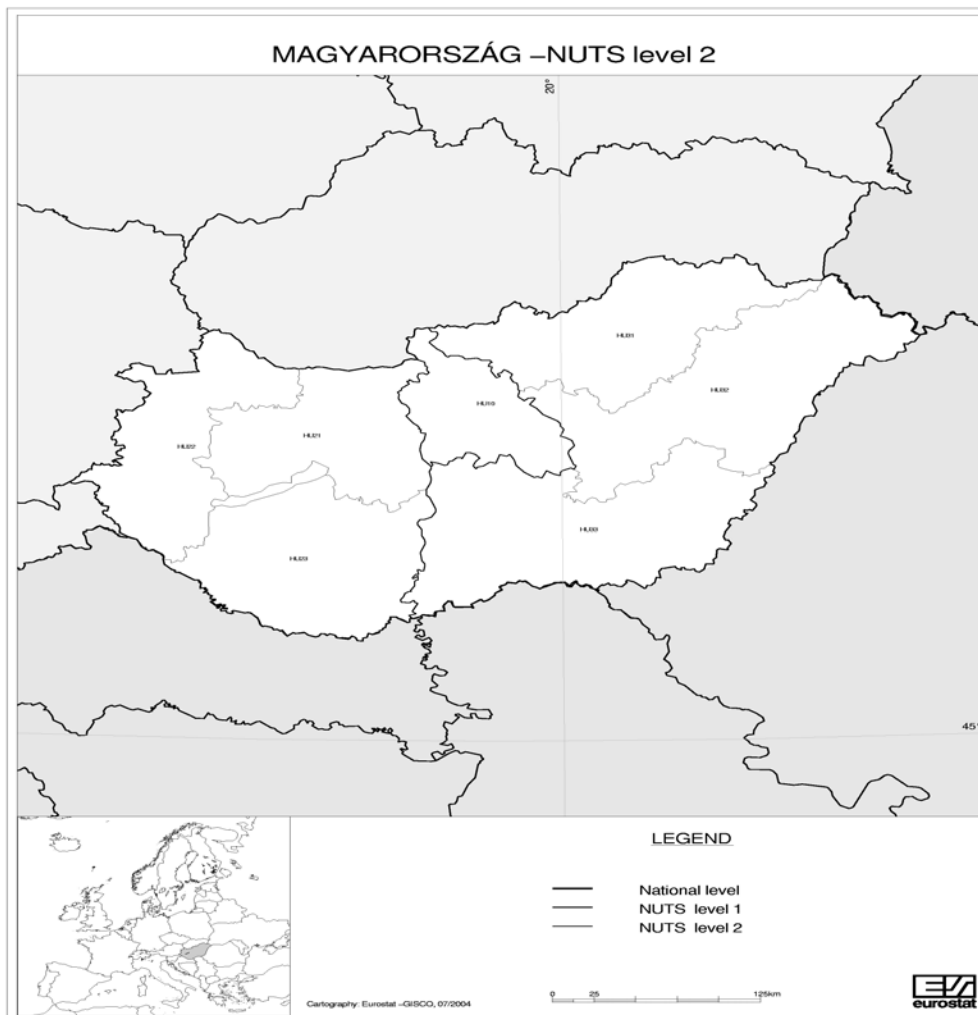 MAGYARORSZÁG –NUTS level 2
20°
HU31
HU32
HU10
HU21
HU22
HU33
HU23
45°
LEGEND
National level
NUTS level 1
NUTS level 2
Cartography: Eurostat –GISCO, 07/2004
0 25 125km
eurostat